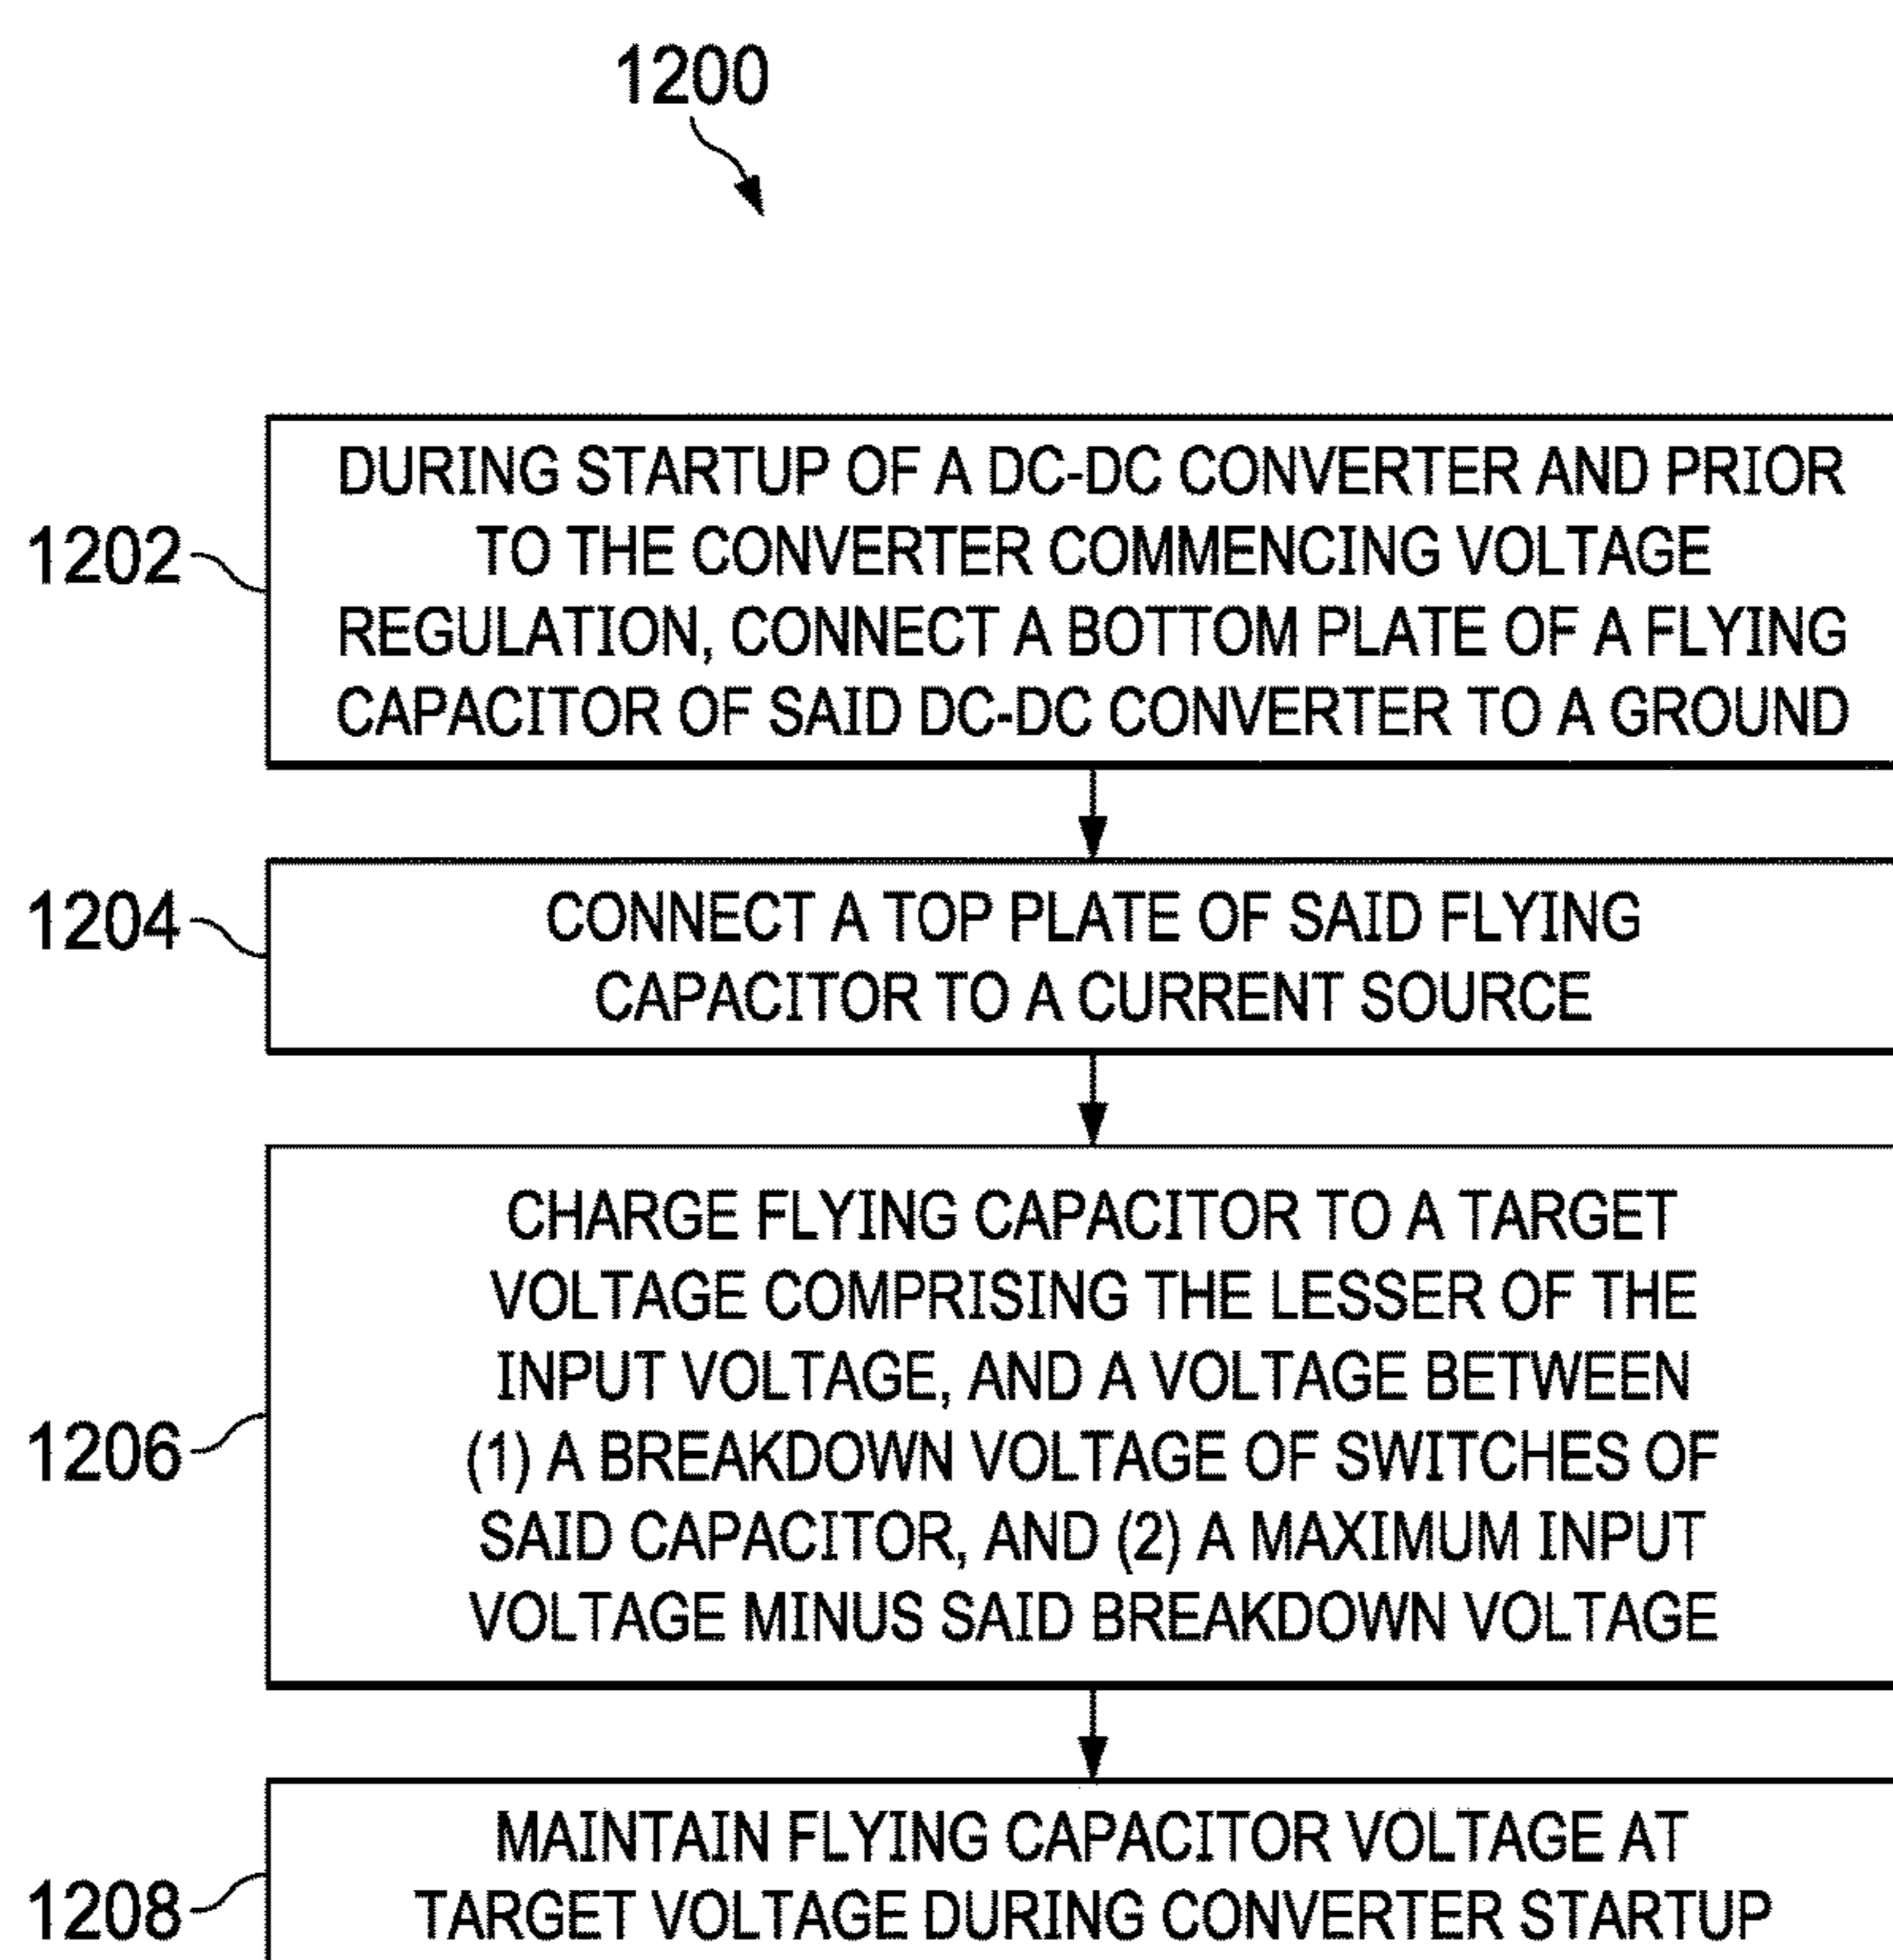 1200
1202
DURING STARTUP OF A DC-DC CONVERTER AND PRIOR
TO THE CONVERTER COMMENCING VOLTAGE
REGULATION, CONNECT A BOTTOM PLATE OF A FLYING
CAPACITOR OF SAID DC-DC CONVERTER TO A GROUND
1204
CONNECT A TOP PLATE OF SAID FLYING
CAPACITOR TO A CURRENT SOURCE
1206
CHARGE FLYING CAPACITOR TO A TARGET
VOLTAGE COMPRISING THE LESSER OF THE
INPUT VOLTAGE, AND A VOLTAGE BETWEEN
(1) A BREAKDOWN VOLTAGE OF SWITCHES OF
SAID CAPACITOR, AND (2) A MAXIMUM INPUT
VOLTAGE MINUS SAID BREAKDOWN VOLTAGE
1208
MAINTAIN FLYING CAPACITOR VOLTAGE AT
TARGET VOLTAGE DURING CONVERTER STARTUP